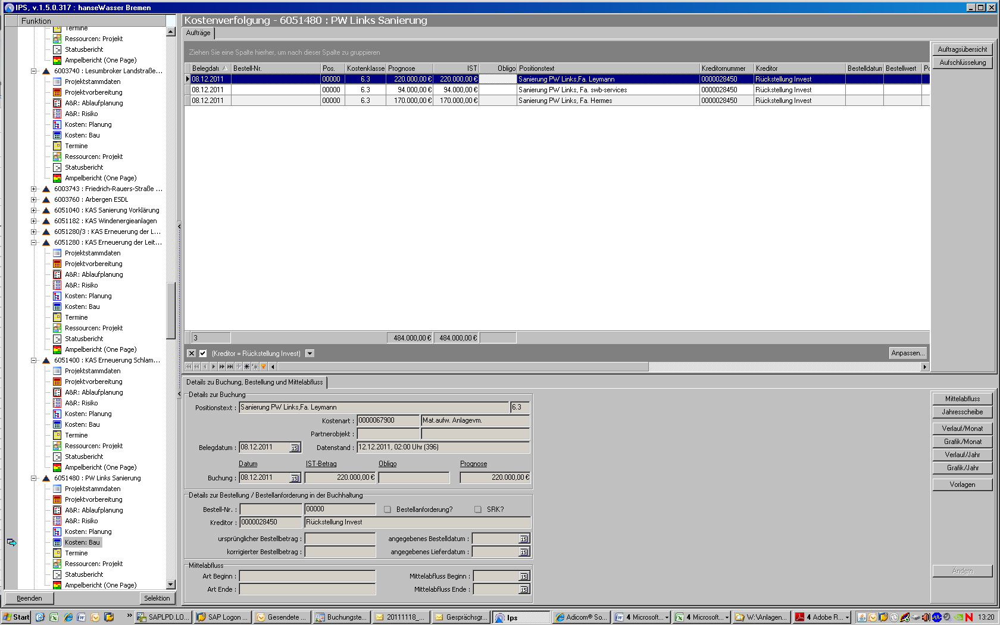 IPS, v.1.5.0.317 : hanseWasser Bremen
Funktion
Termine
Ressourcen: Projekt
Statusbericht
Ampelbericht (One Page)
6003740 : Lesumbroker Landstraße...
Projektstammdaten
Projektvorbereitung
A&R: Ablaufplanung
A&R: Risiko
Kosten: Planung
Kosten: Bau
Termine
Ressourcen: Projekt
Statusbericht
Ampelbericht (One Page)
6003743 : Friedrich-Rauers-Straße ...
6003760 : Arbergen ESDL
6051040 : KAS Sanierung Vorklärung
6051182 : KAS Windenergieanlagen
6051280/3 : KAS Erneuerung der L...
6051280 : KAS Erneuerung der Leit...
Projektstammdaten
Projektvorbereitung
A&R: Ablaufplanung
A&R: Risiko
Kosten: Planung
Kosten: Bau
Termine
Ressourcen: Projekt
Statusbericht
Ampelbericht (One Page)
6051400 : KAS Erneuerung Schlam...
Projektstammdaten
Projektvorbereitung
A&R: Ablaufplanung
A&R: Risiko
Kosten: Planung
Kosten: Bau
Termine
Ressourcen: Projekt
Statusbericht
Ampelbericht (One Page)
6051480 : PW Links Sanierung
Projektstammdaten
Projektvorbereitung
A&R: Ablaufplanung
A&R: Risiko
Kosten: Planung
Kosten: Bau
Termine
Ressourcen: Projekt
Statusbericht
Ampelbericht (One Page)
Beenden Selektion
Kostenverfolgung - 6051480 : PW Links Sanierung
Aufträge
Ziehen Sie eine Spalte hierher, um nach dieser Spalte zu gruppieren
Belegdatu Bestell-Nr. Pos. Kostenklasse Prognose IST Obligo Positionstext Kreditornummer Kreditor Bestelldatum Bestellwert Po
08.12.2011 00000 6.3 220.000,00 € 220.000,00 € Sanierung PW Links,Fa. Leymann 0000028450 Rückstellung Invest
08.12.2011 00000 6.3 94.000,00 € 94.000,00 € Sanierung PW Links, Fa. swb-services 0000028450 Rückstellung Invest
08.12.2011 00000 6.3 170.000,00 € 170.000,00 € Sanierung PW Links, Fa. Hermes 0000028450 Rückstellung Invest
3 484.000,00 € 484.000,00 €
(Kreditor = Rückstellung Invest) Anpassen...
Auftragsübersicht
Aufschlüsselung
Details zu Buchung, Bestellung und Mittelabfluss
Details zur Buchung
Positionstext : Sanierung PW Links,Fa. Leymann 6.3
Kostenart : 0000067900 Mat.aufw. Anlagevm.
Partnerobjekt :
Belegdatum : 08.12.2011 15 Datenstand : 12.12.2011, 02:00 Uhr (396)
Datum IST-Betrag Obligo Prognose
Buchung : 08.12.2011 15 220.000,00 € 220.000,00 €
Details zur Bestellung / Bestellanforderung in der Buchhaltung
Bestell-Nr. : 00000 Bestellanforderung? SRK?
Kreditor : 0000028450 Rückstellung Invest
ursprünglicher Bestellbetrag : angegebenes Bestelldatum : 15
korrigierter Bestellbetrag : angegebenes Lieferdatum : 15
Mittelabfluss
Art Beginn : Mittelabfluss Beginn : 15
Art Ende : Mittelabfluss Ende : 15
Mittelabfluss
Jahresscheibe
Verlauf/Monat
Grafik/Monat
Verlauf/Jahr
Grafik/Jahr
Vorlagen
Ändern
Start » SAPLPD.LO... SAP Logon ... Gesendete ... Buchungste... 20111118_... Gesprächsgr... Ips Adicom® So... 4 Microsoft... 4 Microsoft... W:\Anlagen... 4 Adobe R... 13:20